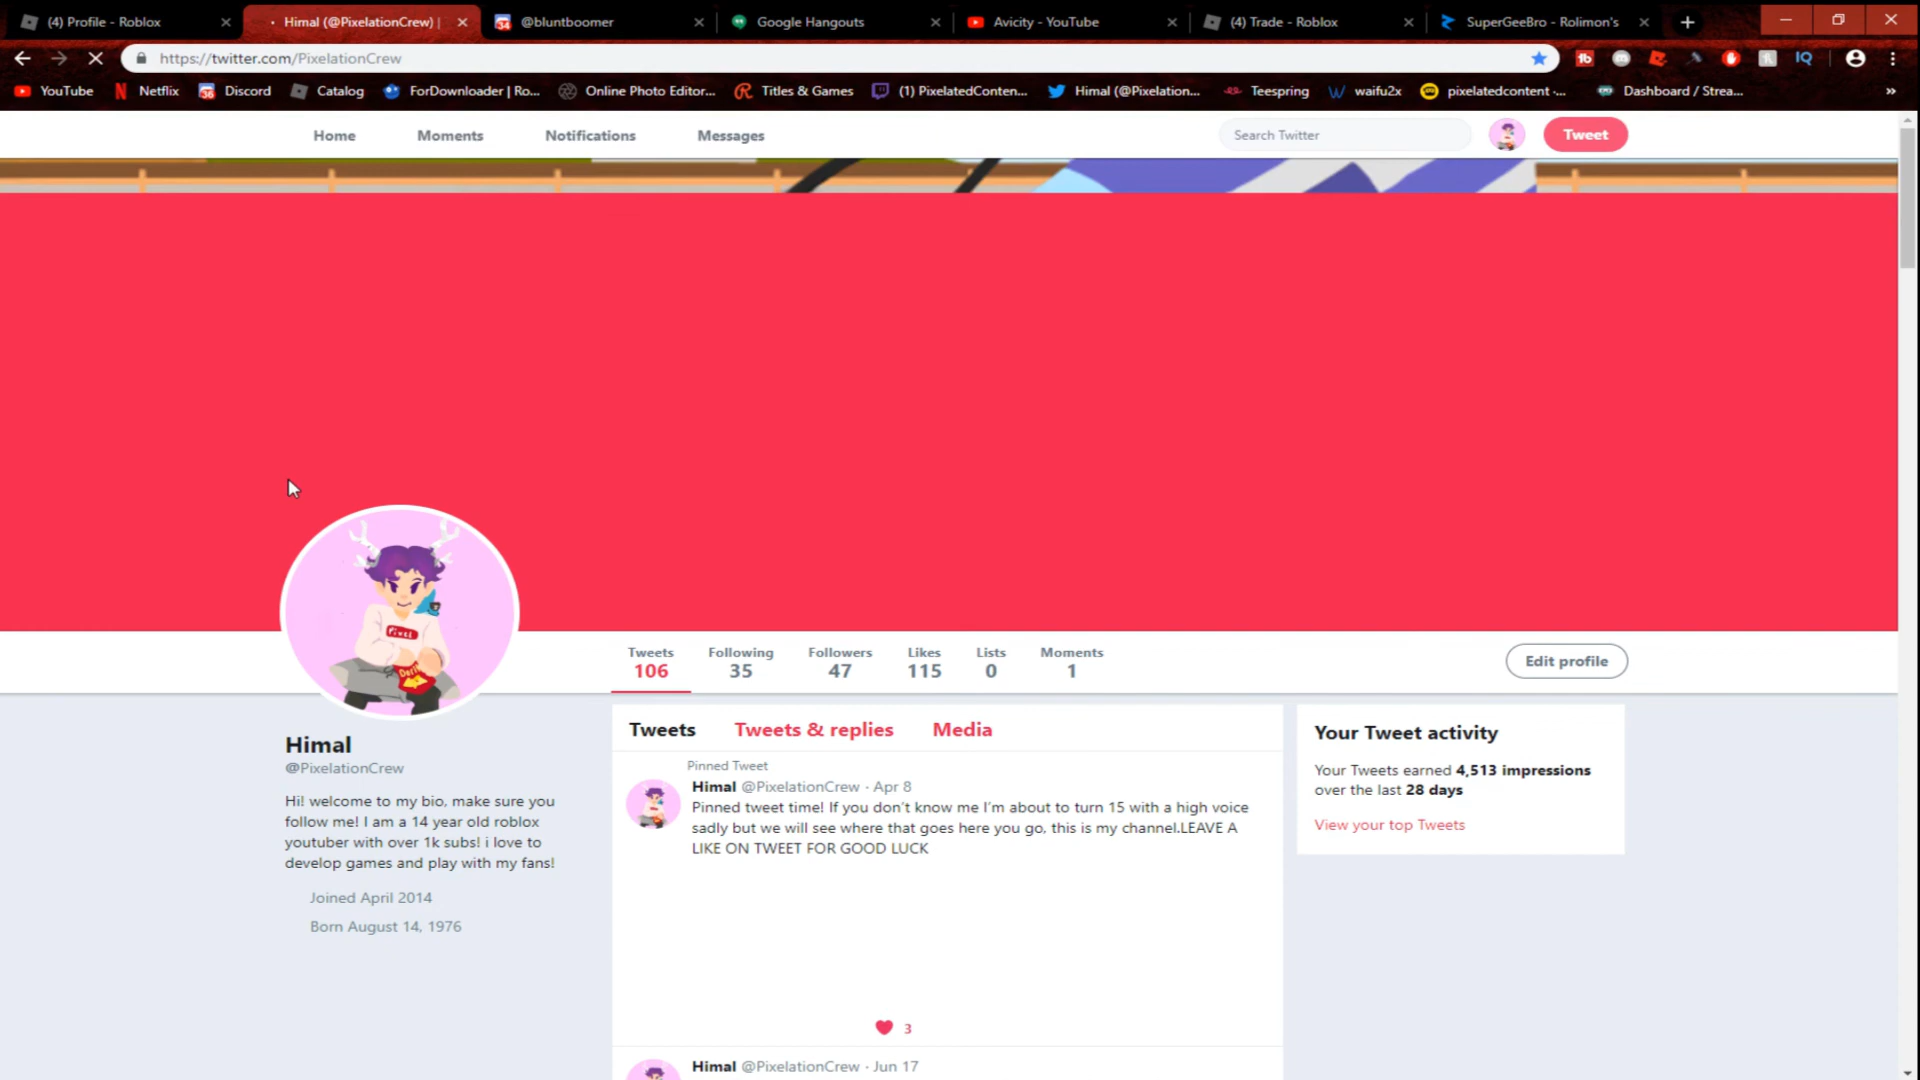 (4) Profile - Roblox
Himal (@PixelationCrew) |
@bluntboomer
Google Hangouts
Avicity - YouTube
(4) Trade - Roblox
SuperGeeBro - Rolimon's
https://twitter.com/PixelationCrew
YouTube
Netflix
Discord
Catalog
ForDownloader | Ro...
Online Photo Editor...
Titles & Games
(1) PixelatedConten...
Himal (@Pixelation...
Teespring
waifu2x
pixelatedcontent -...
Dashboard / Strea...
Home
Moments
Notifications
Messages
Search Twitter
Tweet
Pixel
Tweets
106
Following
35
Followers
47
Likes
115
Lists
0
Moments
1
Edit profile
Himal
@PixelationCrew
Hi! welcome to my bio, make sure you
follow me! I am a 14 year old roblox
youtuber with over 1k subs! i love to
develop games and play with my fans!
Joined April 2014
Born August 14, 1976
Tweets
Tweets & replies
Media
Pinned Tweet
Himal @PixelationCrew · Apr 8
Pinned tweet time! If you don't know me I'm about to turn 15 with a high voice
sadly but we will see where that goes here you go, this is my channel.LEAVE A
LIKE ON TWEET FOR GOOD LUCK
3
Himal @PixelationCrew · Jun 17
Your Tweet activity
Your Tweets earned 4,513 impressions
over the last 28 days
View your top Tweets